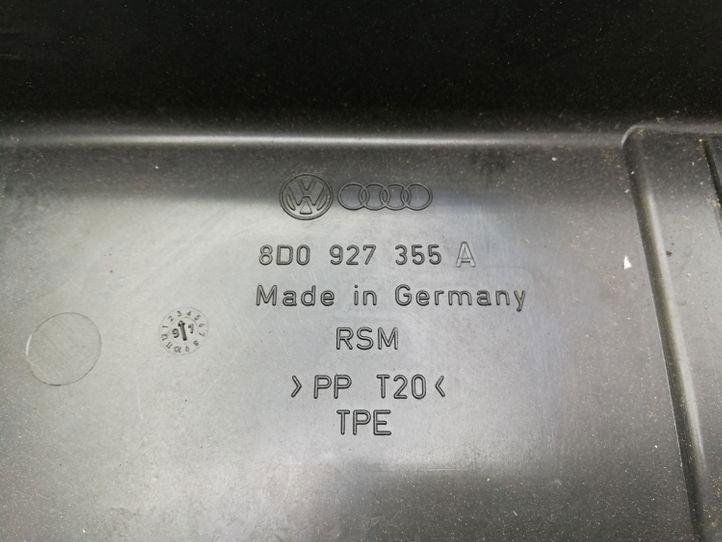 8D0 927 355 A
Made in Germany
RSM
>PP T20<
TPE